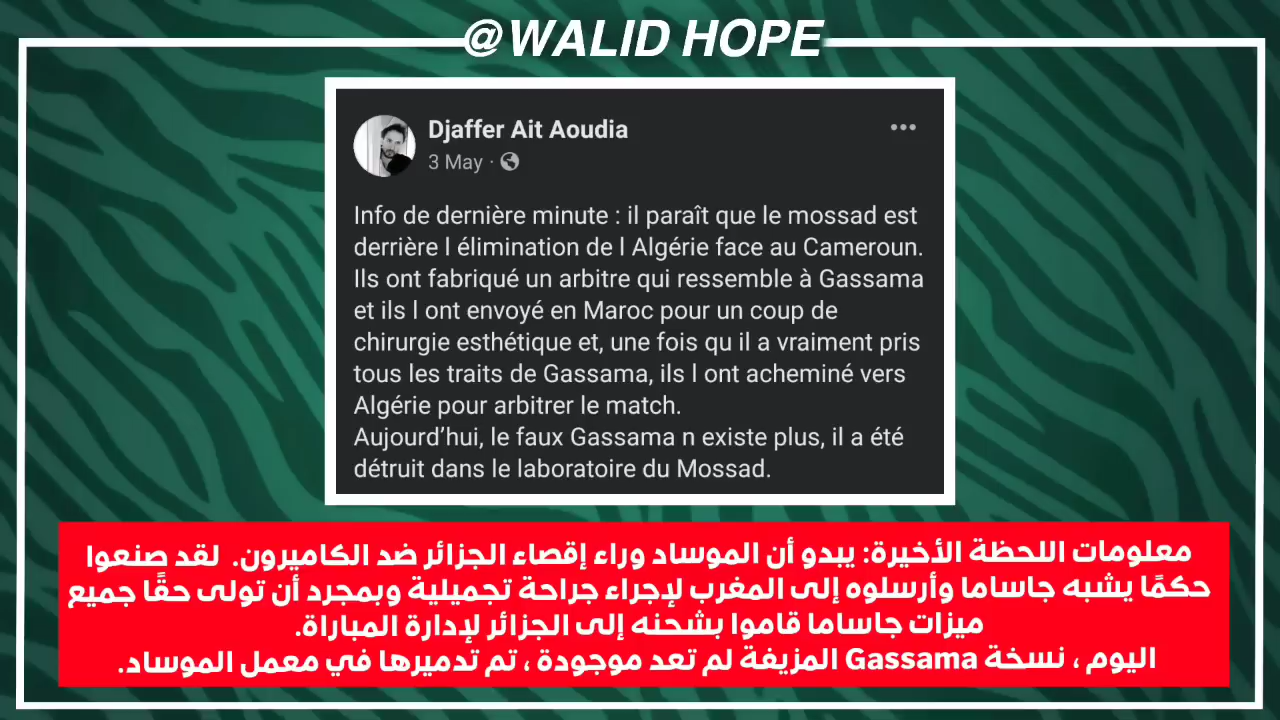 @WALID HOPE
Djaffer Ait Aoudia
3 May ·
Info de dernière minute : il paraît que le mossad est
derrière l élimination de l Algérie face au Cameroun.
Ils ont fabriqué un arbitre qui ressemble à Gassama
et ils l ont envoyé en Maroc pour un coup de
chirurgie esthétique et, une fois qu il a vraiment pris
tous les traits de Gassama, ils l ont acheminé vers
Algérie pour arbitrer le match.
Aujourd’hui, le faux Gassama n existe plus, il a été
détruit dans le laboratoire du Mossad.
معلومات اللحظة الأخيرة: يبدو أن الموساد وراء إقصاء الجزائر ضد الكاميرون. لقد صنعوا
حكمًا يشبه جاساما وأرسلوه إلى المغرب لإجراء جراحة تجميلية وبمجرد أن تولى حقًا جميع
ميزات جاساما قاموا بشحنه إلى الجزائر لإدارة المباراة.
اليوم ، نسخة Gassama المزيفة لم تعد موجودة ، تم تدميرها في معمل الموساد.